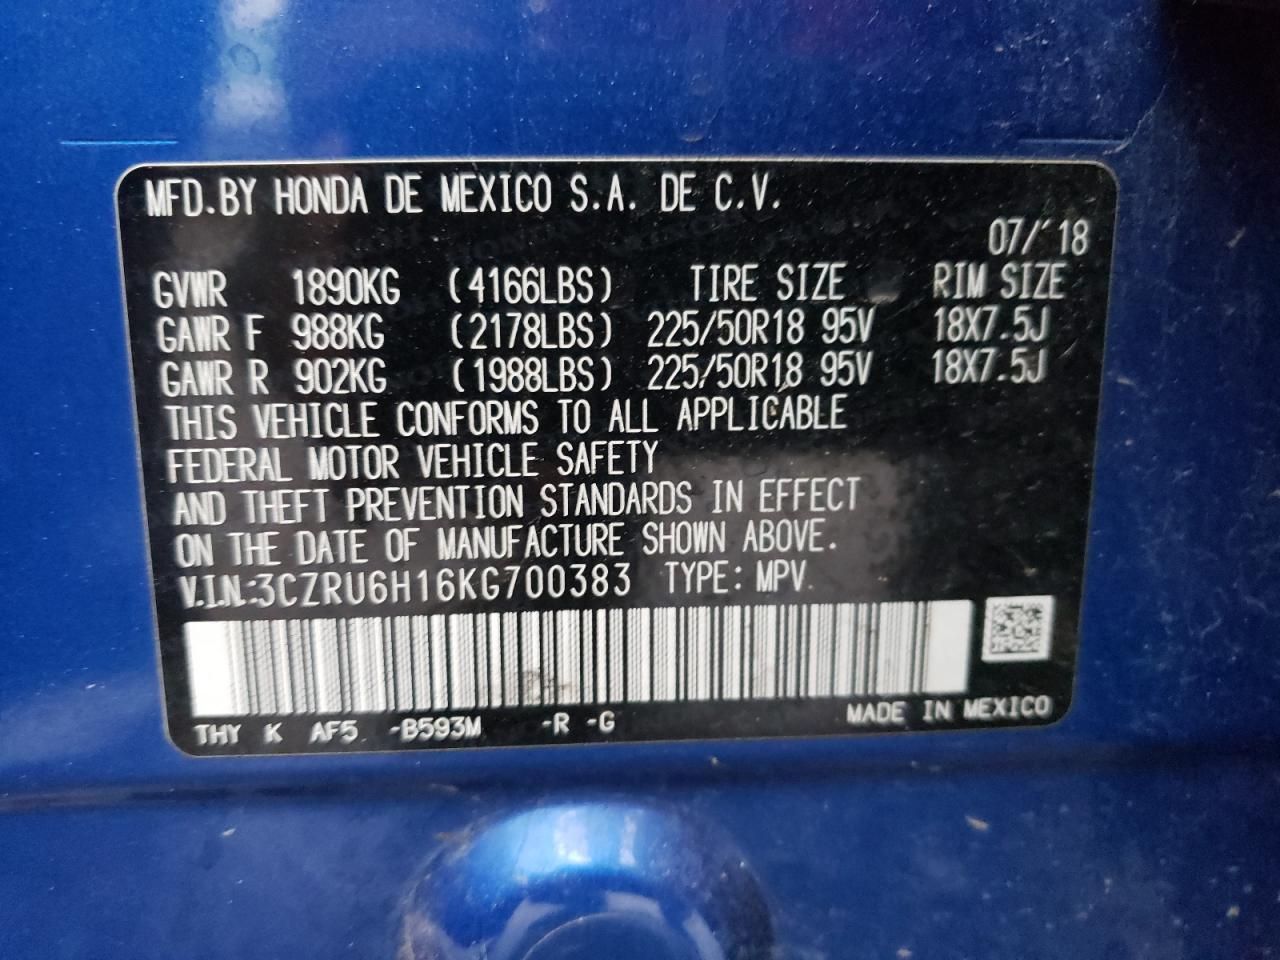 MFD.BY HONDA DE MEXICO S.A. DE C.V.
07/'18
GVWR 1890KG (4166LBS) TIRE SIZE RIM SIZE
GAWR F 988KG (2178LBS) 225/50R18 95V 18X7.5J
GAWR R 902KG (1988LBS) 225/50R18 95V 18X7.5J
THIS VEHICLE CONFORMS TO ALL APPLICABLE
FEDERAL MOTOR VEHICLE SAFETY
AND THEFT PREVENTION STANDARDS IN EFFECT
ON THE DATE OF MANUFACTURE SHOWN ABOVE.
V.I.N.:3CZRU6H16KG700383 TYPE: MPV
THY K AF5 -B593M -R -G MADE IN MEXICO